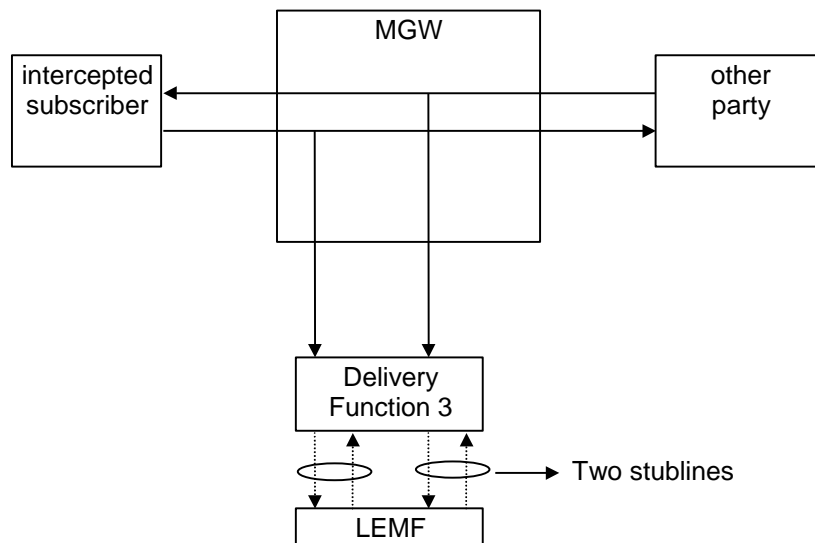 MGW
intercepted
subscriber
other
party
Delivery
Function 3
Two stublines
LEMF